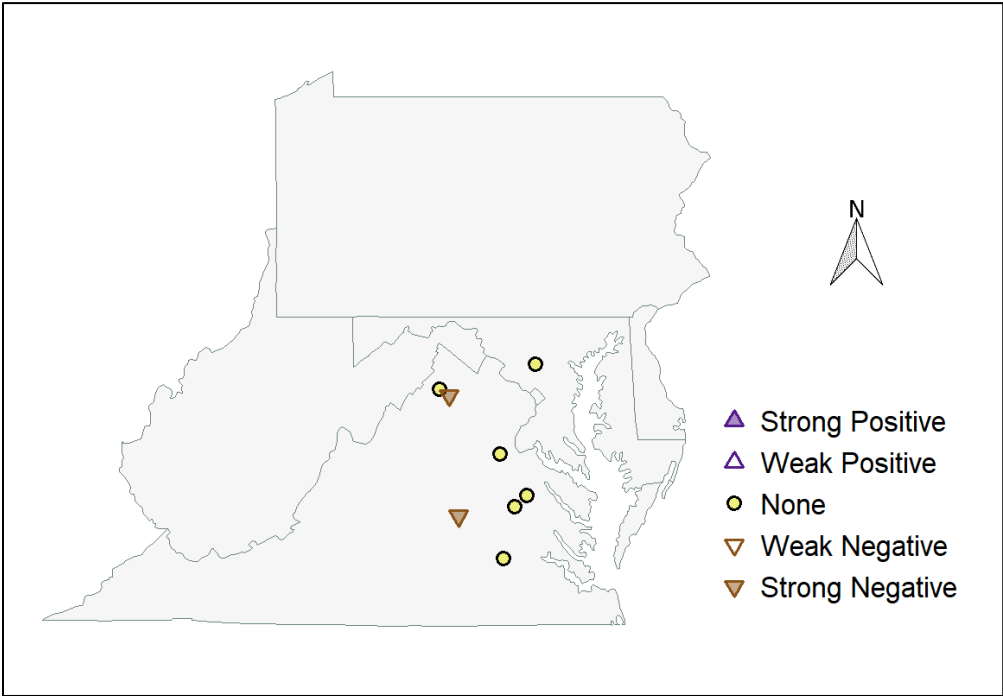 N
Strong Positive
Weak Positive
None
Weak Negative
Strong Negative